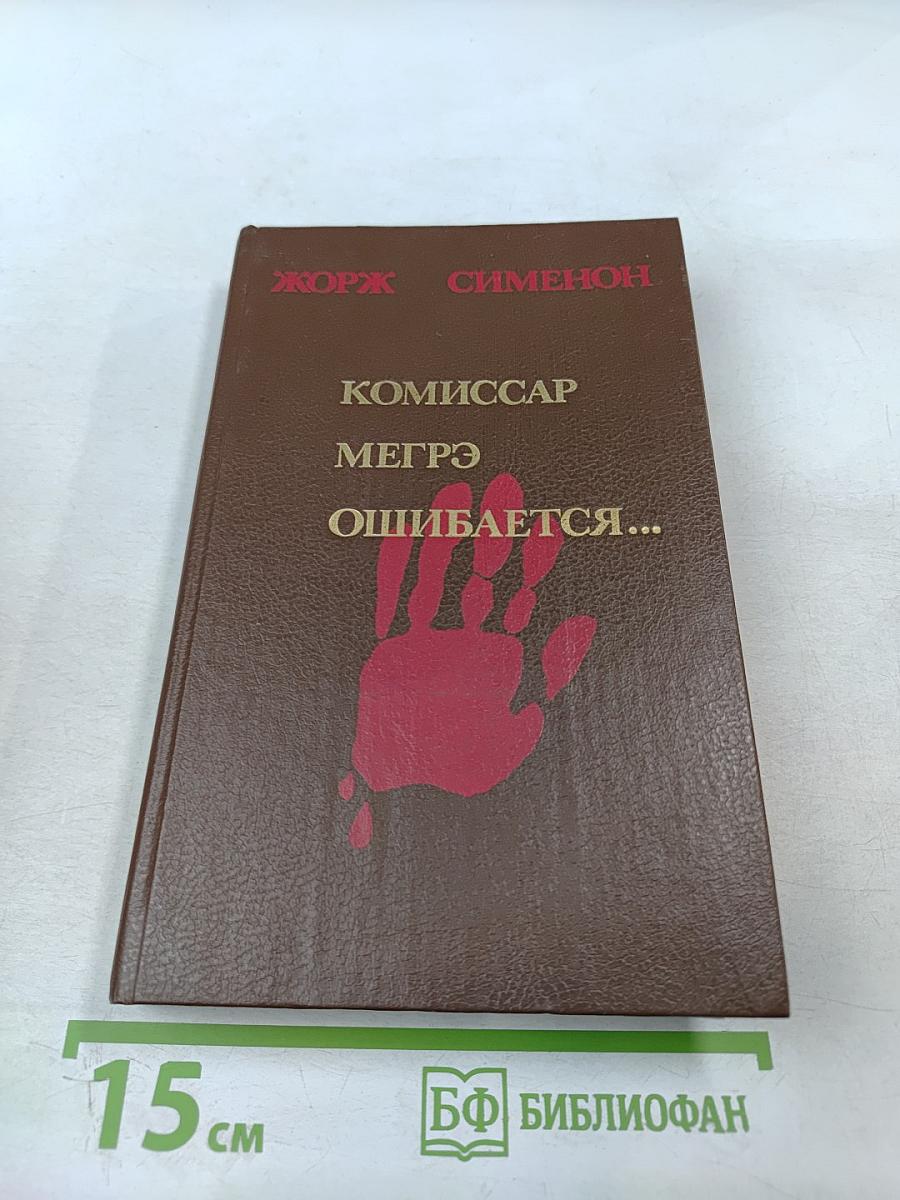 ЖОРЖ СИМЕНОН
КОМИССАР
МЕГРЭ
ОШИБАЕТСЯ...
15 см
БФ БИБЛИОФАН